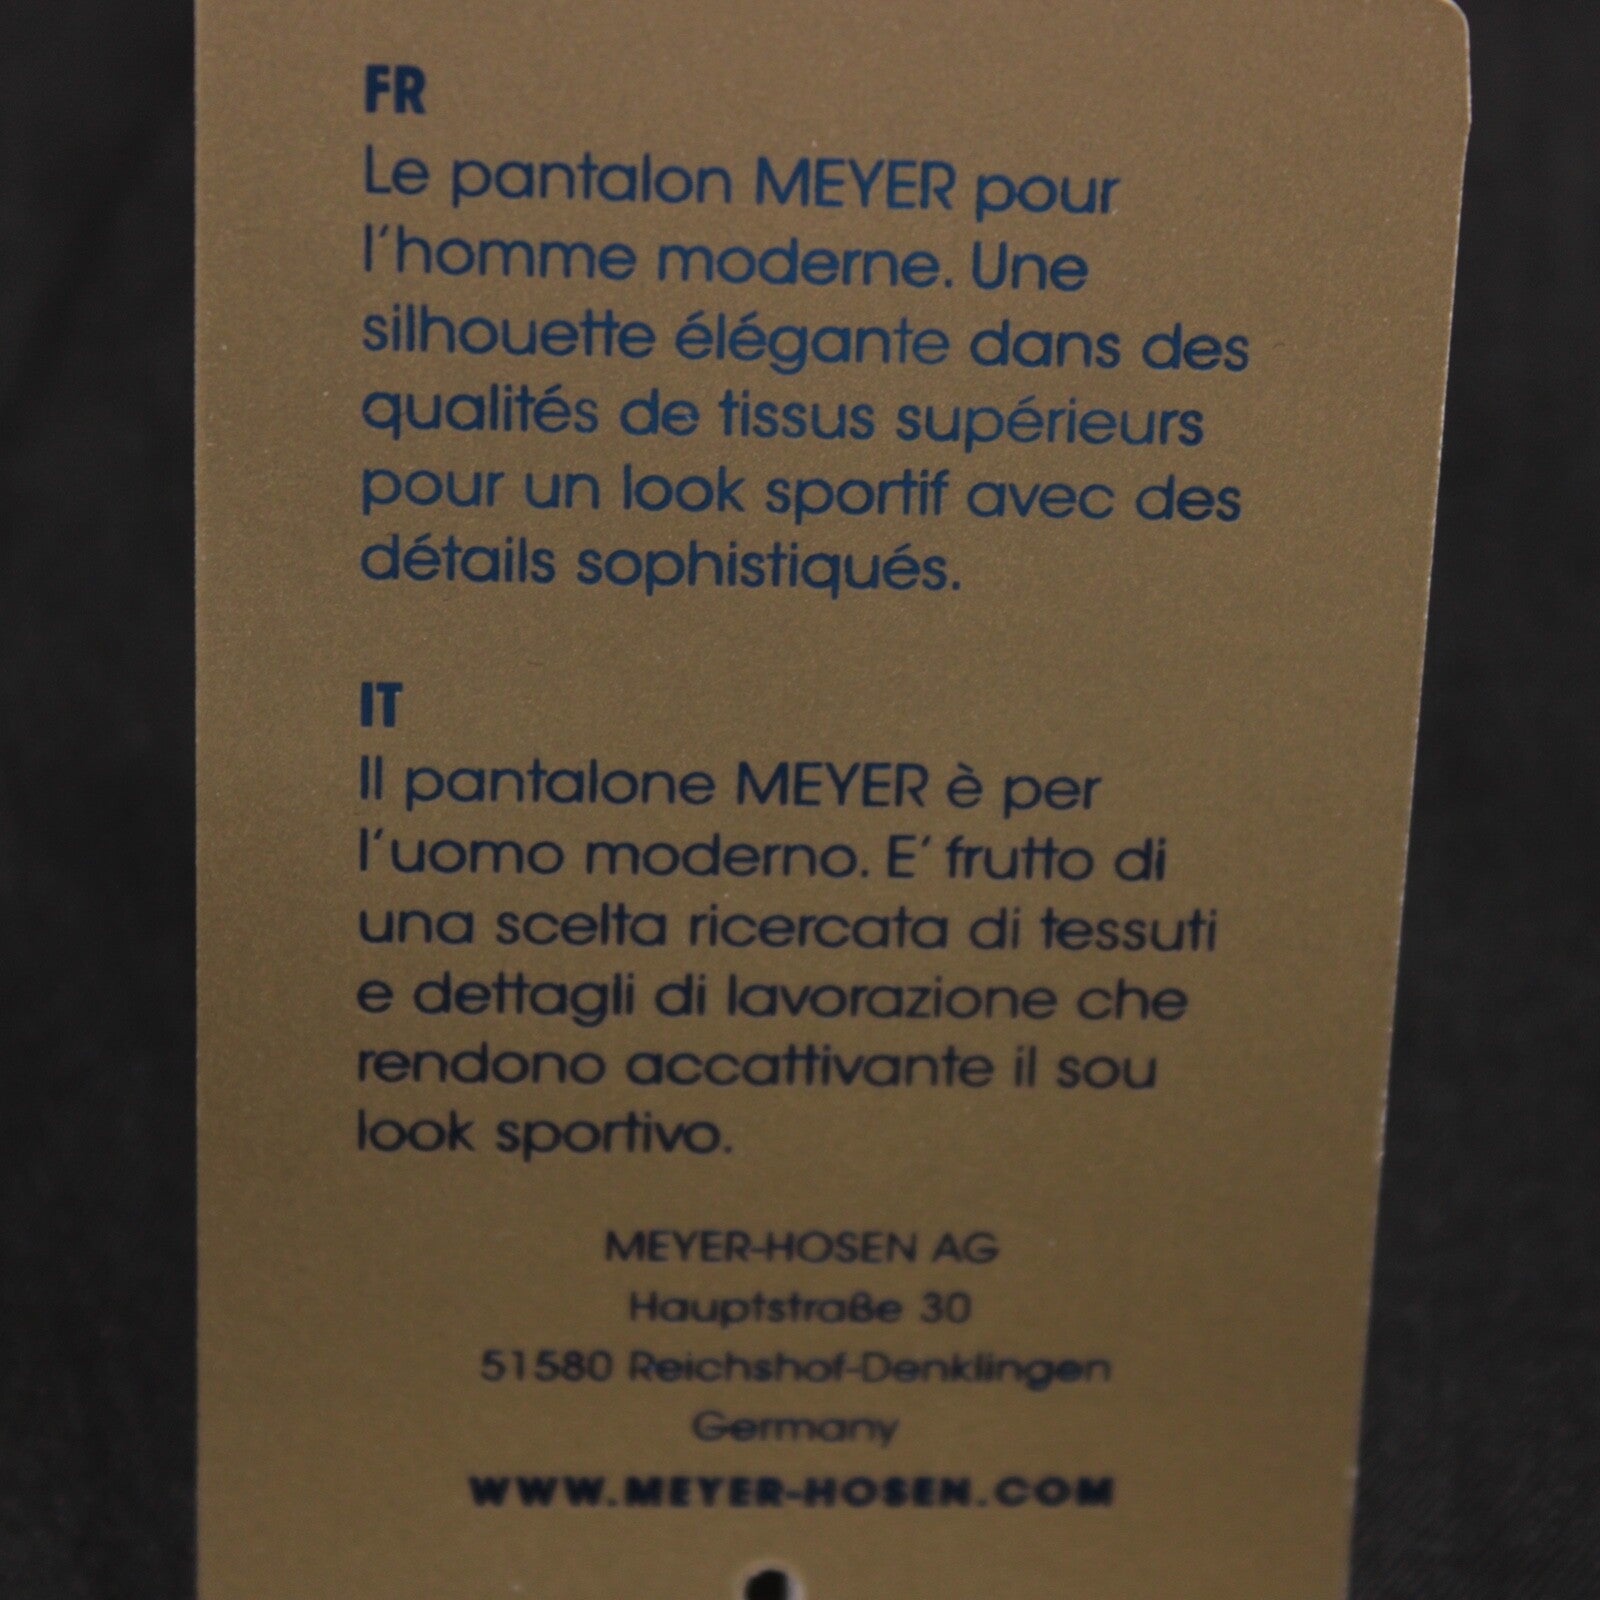 FR
Le pantalon MEYER pour
l'homme moderne. Une
silhouette élégante dans des
qualités de tissus supérieurs
pour un look sportif avec des
détails sophistiqués.
IT
Il pantalone MEYER è per
l'uomo moderno. E' frutto di
una scelta ricercata di tessuti
e dettagli di lavorazione che
rendono accattivante il sou
look sportivo.
MEYER-HOSEN AG
Hauptstraße 30
51580 Reichshof-Denklingen
Germany
WWW.MEYER-HOSEN.COM